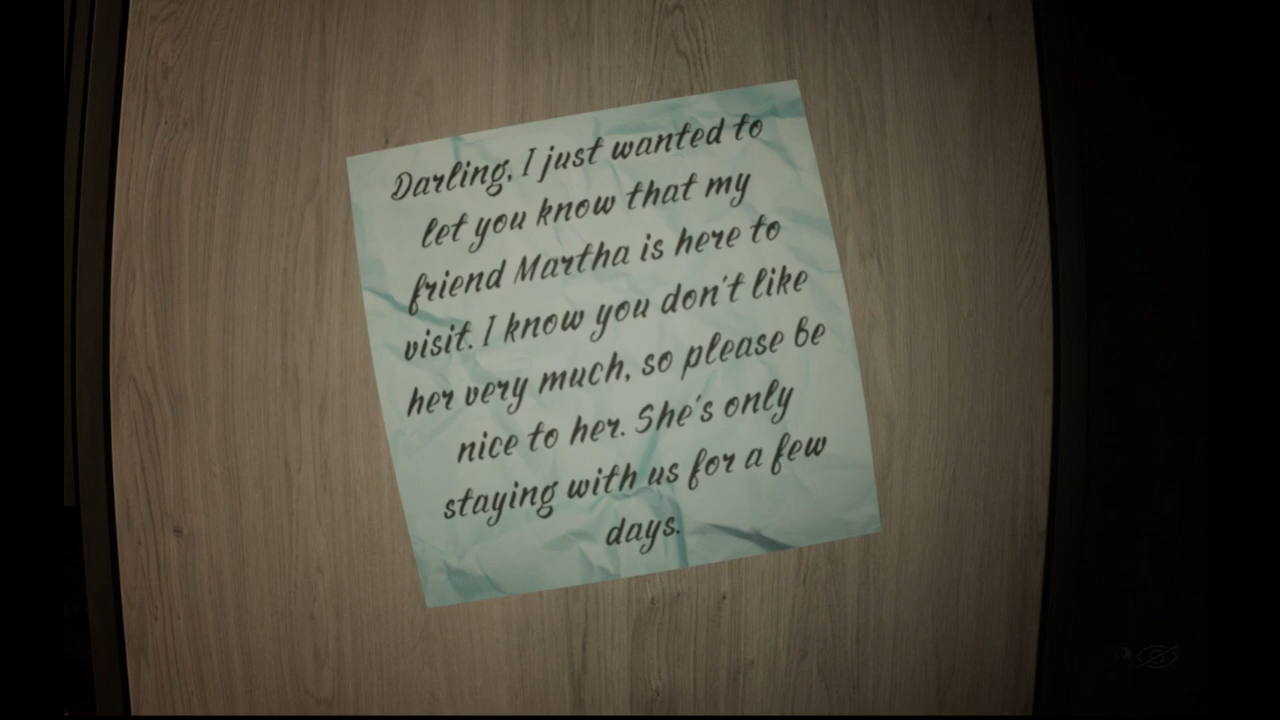 Darling, I just wanted to
let you know that my
friend Martha is here to
visit. I know you don't like
her very much, so please be
nice to her. She's only
staying with us for a few
days.